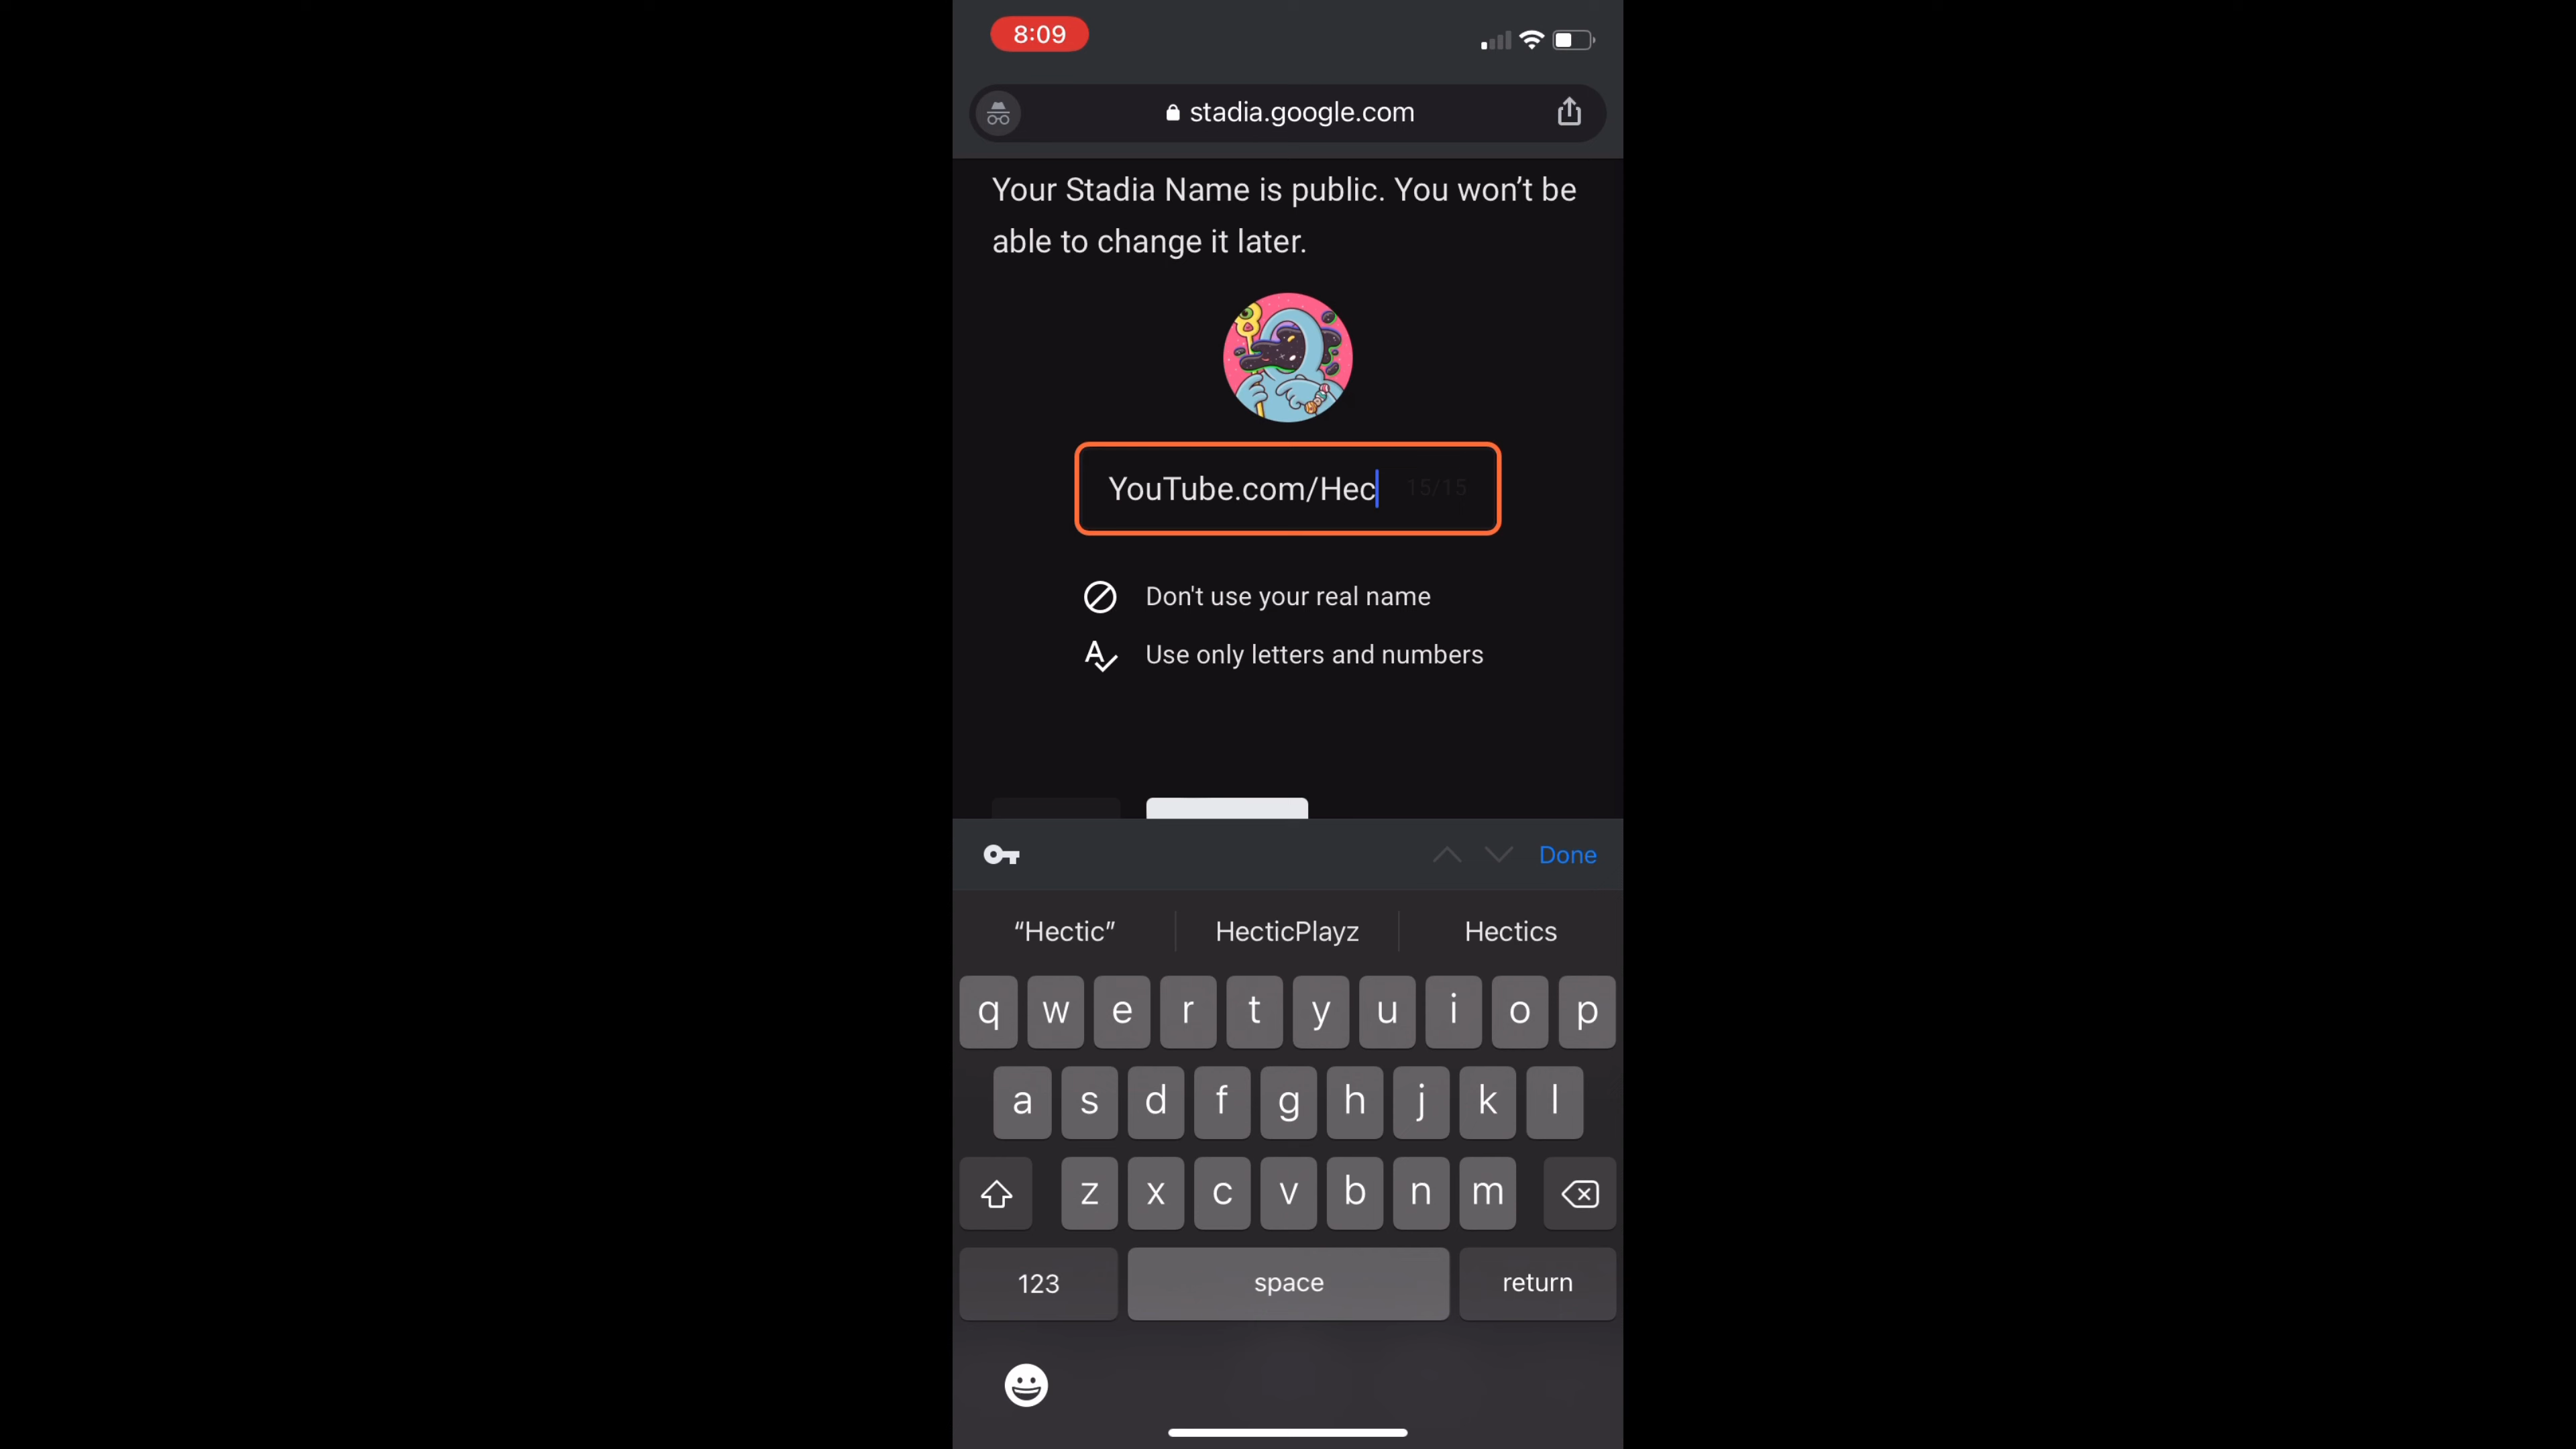 8:09
stadia.google.com
Your Stadia Name is public. You won’t be
able to change it later.
YouTube.com/Hec 15/15
Don't use your real name
Use only letters and numbers
Done
“Hectic” HecticPlayz Hectics
q w e r t y u i o p
a s d f g h j k l
z x c v b n m
123 space return